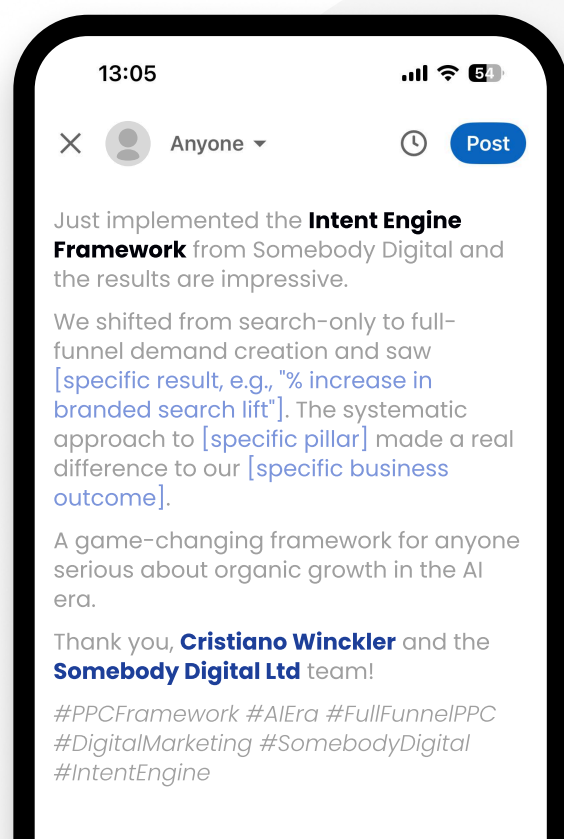 13:05
54
Anyone
Post
Just implemented the Intent Engine
Framework from Somebody Digital and
the results are impressive.
We shifted from search-only to full-
funnel demand creation and saw
[specific result, e.g., "% increase in
branded search lift"]. The systematic
approach to [specific pillar] made a real
difference to our [specific business
outcome].
A game-changing framework for anyone
serious about organic growth in the AI
era.
Thank you, Cristiano Winckler and the
Somebody Digital Ltd team!
#PPCFramework #AIEra #FullFunnelPPC
#DigitalMarketing #SomebodyDigital
#IntentEngine